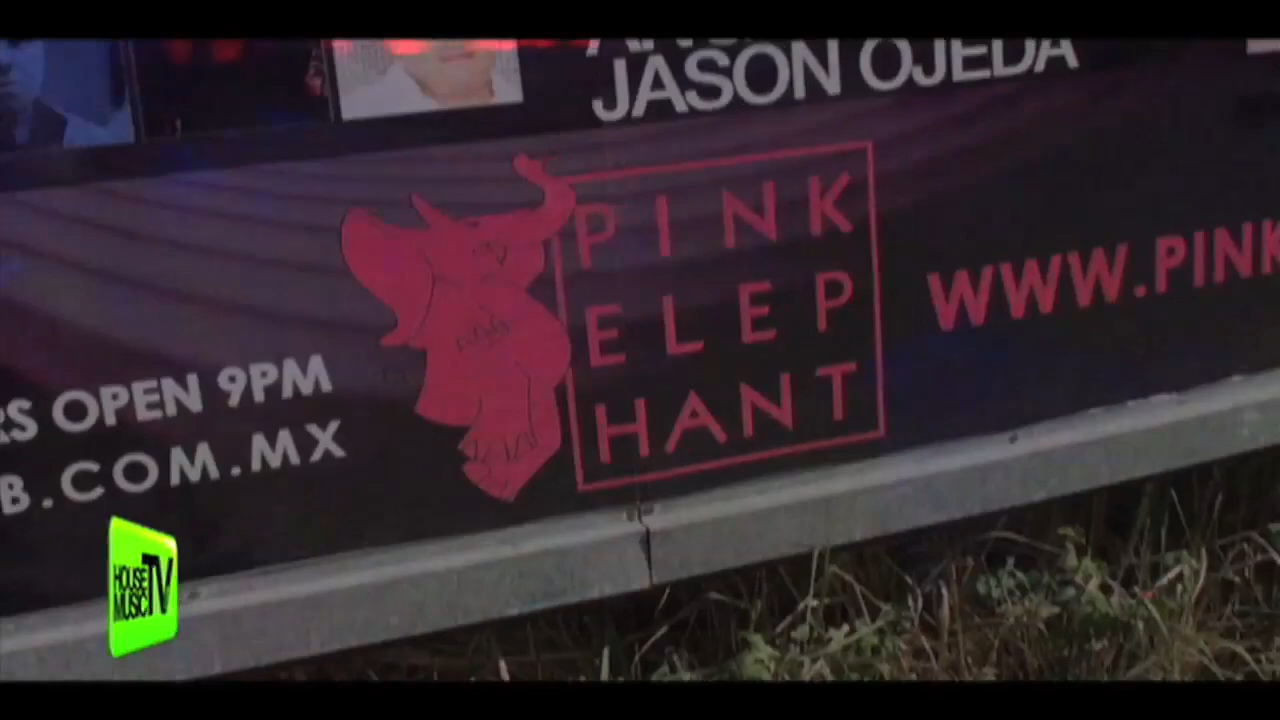 JASON OJEDA
PINK
ELEP
HANT
WWW.PINK
OPEN 9PM
B.COM.MX
HOUSE
MUSIC TV